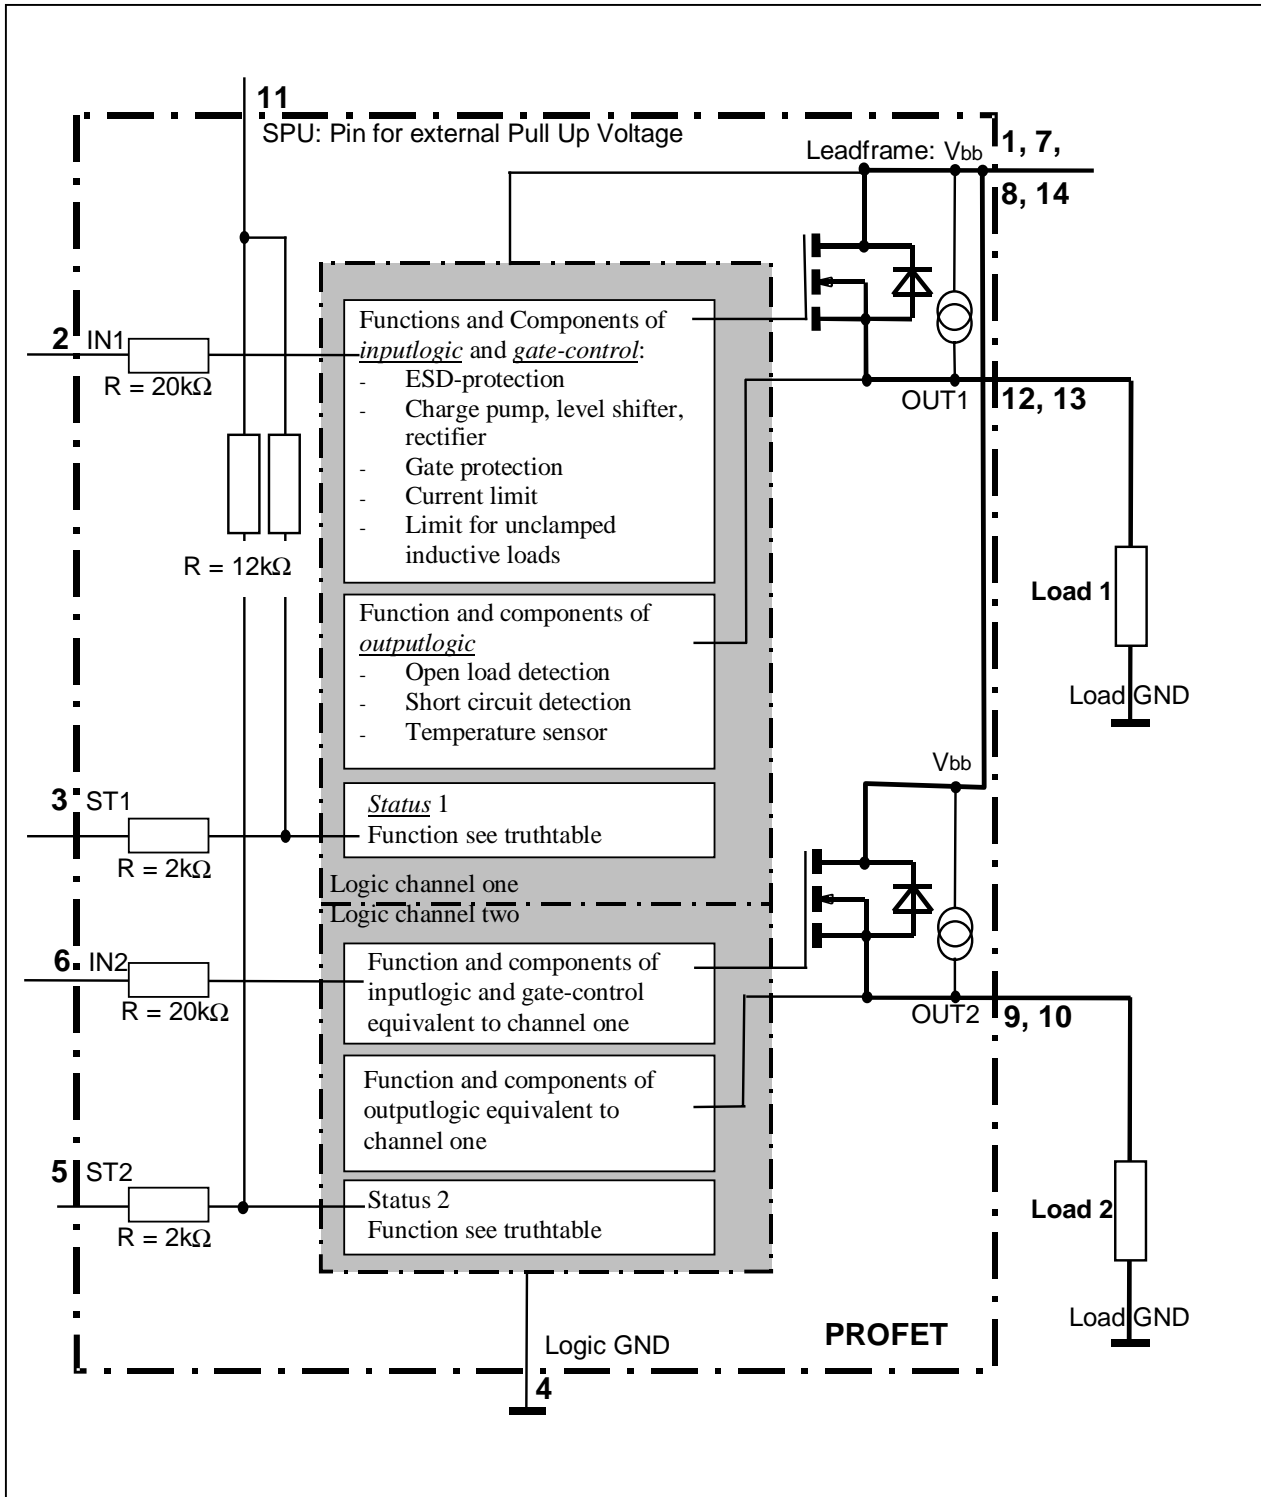 11
SPU: Pin for external Pull Up Voltage
Leadframe: Vbb
1, 7,
8, 14
2 IN1
R = 20kΩ
Functions and Components of
inputlogic and gate-control:
- ESD-protection
- Charge pump, level shifter,
rectifier
- Gate protection
- Current limit
- Limit for unclamped
inductive loads
OUT1
12, 13
R = 12kΩ
Load 1
Load GND
Function and components of
outputlogic
- Open load detection
- Short circuit detection
- Temperature sensor
Vbb
3 ST1
R = 2kΩ
Status 1
Function see truthtable
Logic channel one
Logic channel two
6 IN2
R = 20kΩ
Function and components of
inputlogic and gate-control
equivalent to channel one
OUT2
9, 10
Function and components of
outputlogic equivalent to
channel one
5 ST2
R = 2kΩ
Status 2
Function see truthtable
Load 2
Load GND
PROFET
Logic GND
4